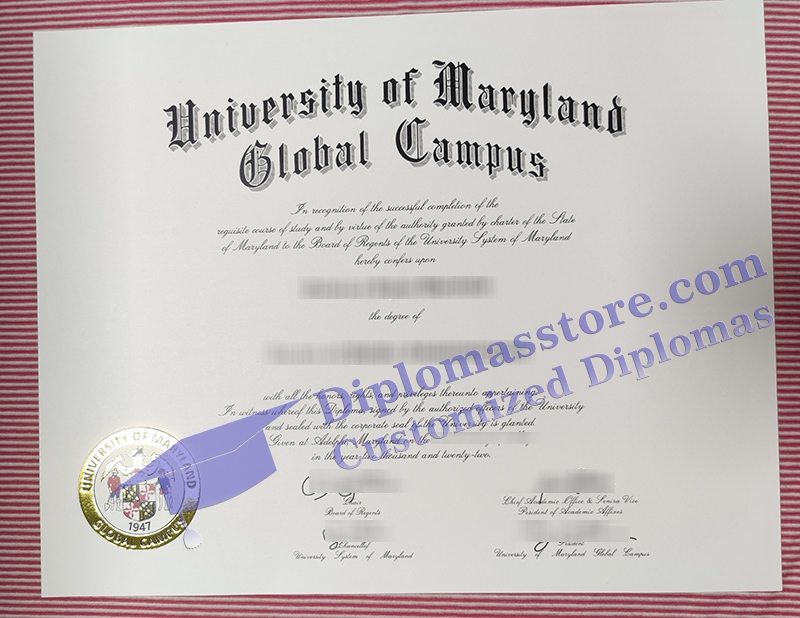 University of Maryland
Global Campus
In recognition of the successful completion of the
requisite course of study and by virtue of the authority granted by charter of the State
of Maryland to the Board of Regents of the University System of Maryland
hereby confers upon
the degree of
with all the honors, rights, and privileges thereunto appertaining.
In witness whereof this Diploma, signed by the authorized officers of the University
and sealed with the corporate seal of the University is granted.
Given at Adelphi, Maryland on the
in the year two thousand and twenty-two.
Diplomasstore.com
Customized Diplomas
UNIVERSITY OF MARYLAND
1947
GLOBAL CAMPUS
Chair
Board of Regents
Chief Academic Office & Senira Vice
President of Academic Affires
Chancellof
University System of Maryland
President
University of Maryland Global Campus